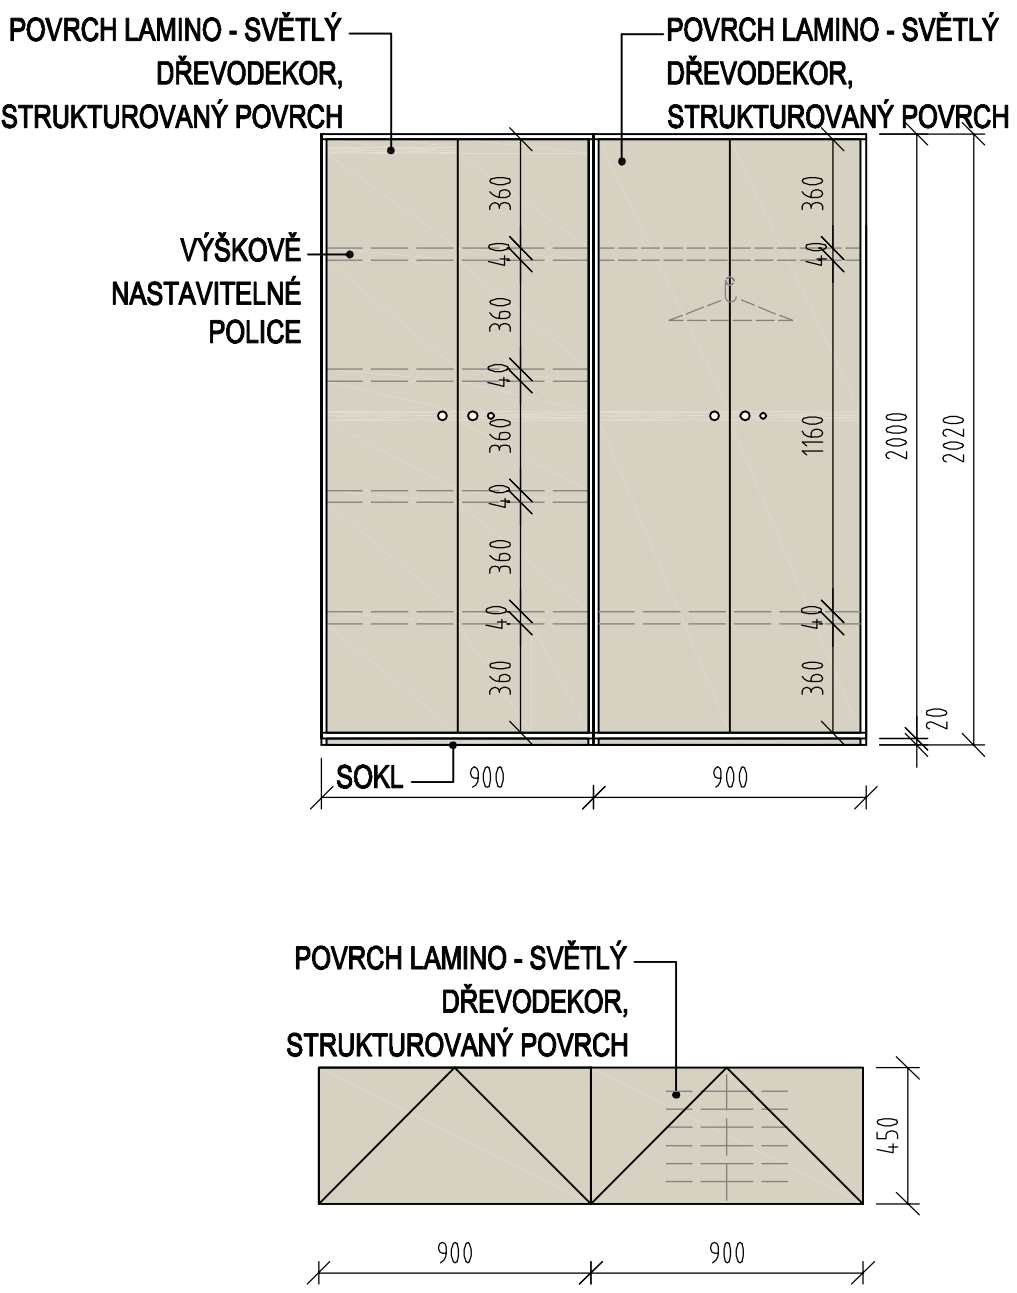 POVRCH LAMINO - SVĚTLÝ
DŘEVODEKOR,
STRUKTUROVANÝ POVRCH
POVRCH LAMINO - SVĚTLÝ
DŘEVODEKOR,
STRUKTUROVANÝ POVRCH
VÝŠKOVĚ
NASTAVITELNÉ
POLICE
360
40
360
40
360
40
360
40
360
360
40
1160
40
360
2000
2020
20
SOKL
900
900
POVRCH LAMINO - SVĚTLÝ
DŘEVODEKOR,
STRUKTUROVANÝ POVRCH
450
900
900